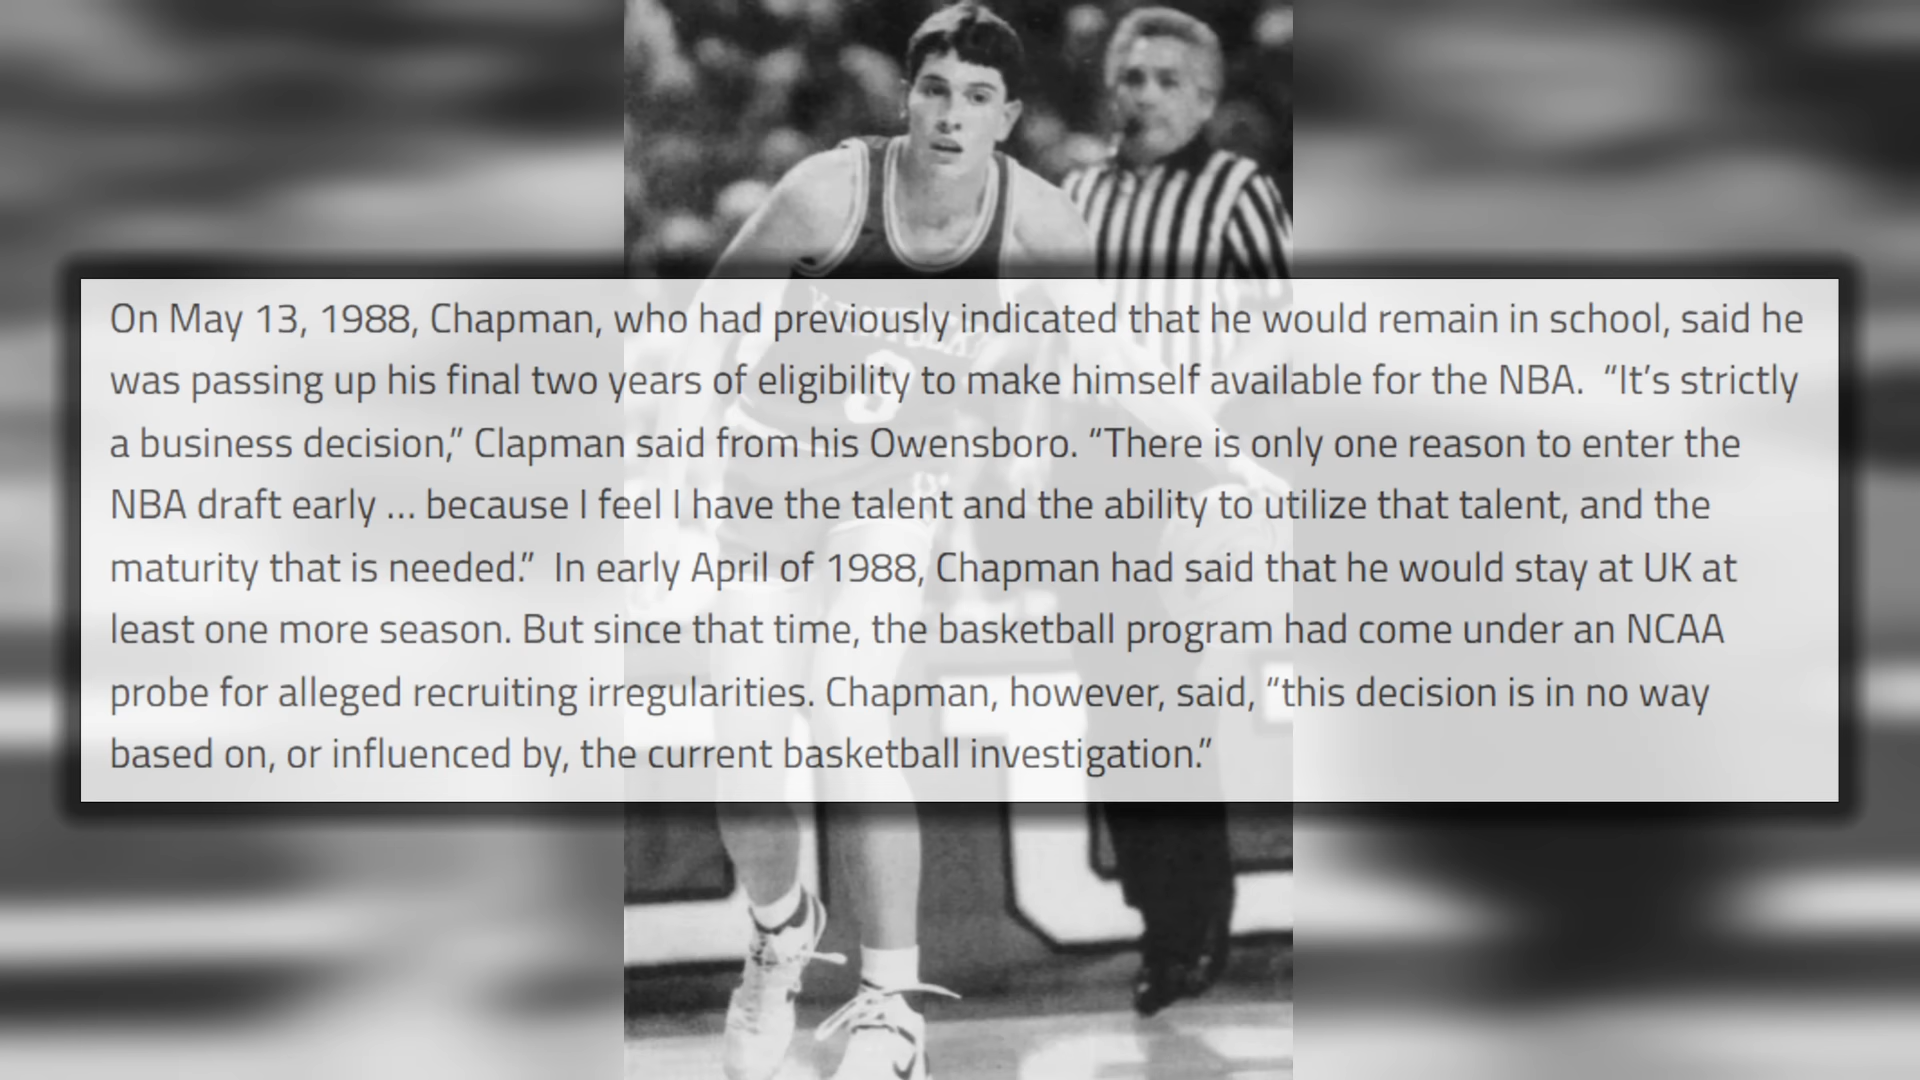 On May 13, 1988, Chapman, who had previously indicated that he would remain in school, said he
was passing up his final two years of eligibility to make himself available for the NBA. “It’s strictly
a business decision,” Clapman said from his Owensboro. “There is only one reason to enter the
NBA draft early … because I feel I have the talent and the ability to utilize that talent, and the
maturity that is needed.” In early April of 1988, Chapman had said that he would stay at UK at
least one more season. But since that time, the basketball program had come under an NCAA
probe for alleged recruiting irregularities. Chapman, however, said, “this decision is in no way
based on, or influenced by, the current basketball investigation.”
KENTUCKY
3